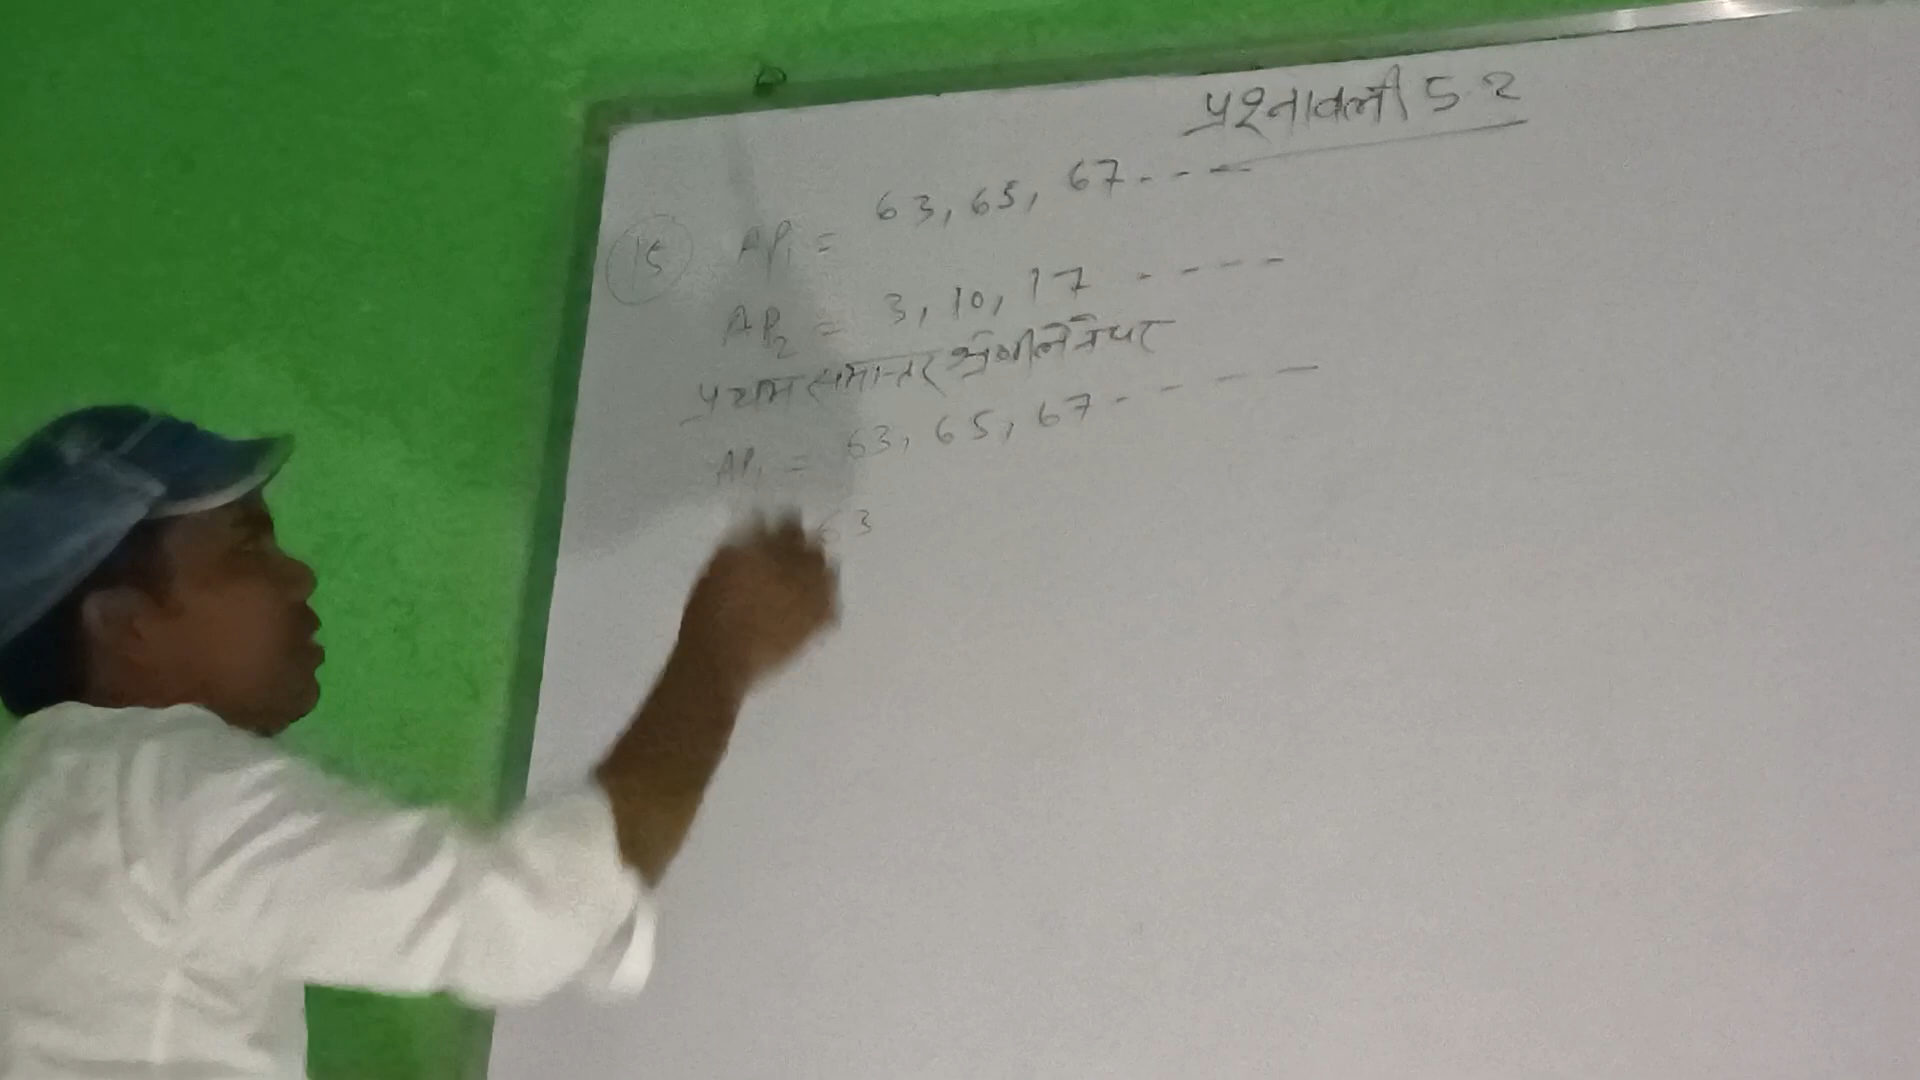 प्रश्नावली 5.2
15 AP₁ = 63, 65, 67 - - -
AP₂ = 3, 10, 17 - - - -
प्रथम समान्तर श्रेणी लेने पर
AP₁ = 63, 65, 67 - - - - -
63